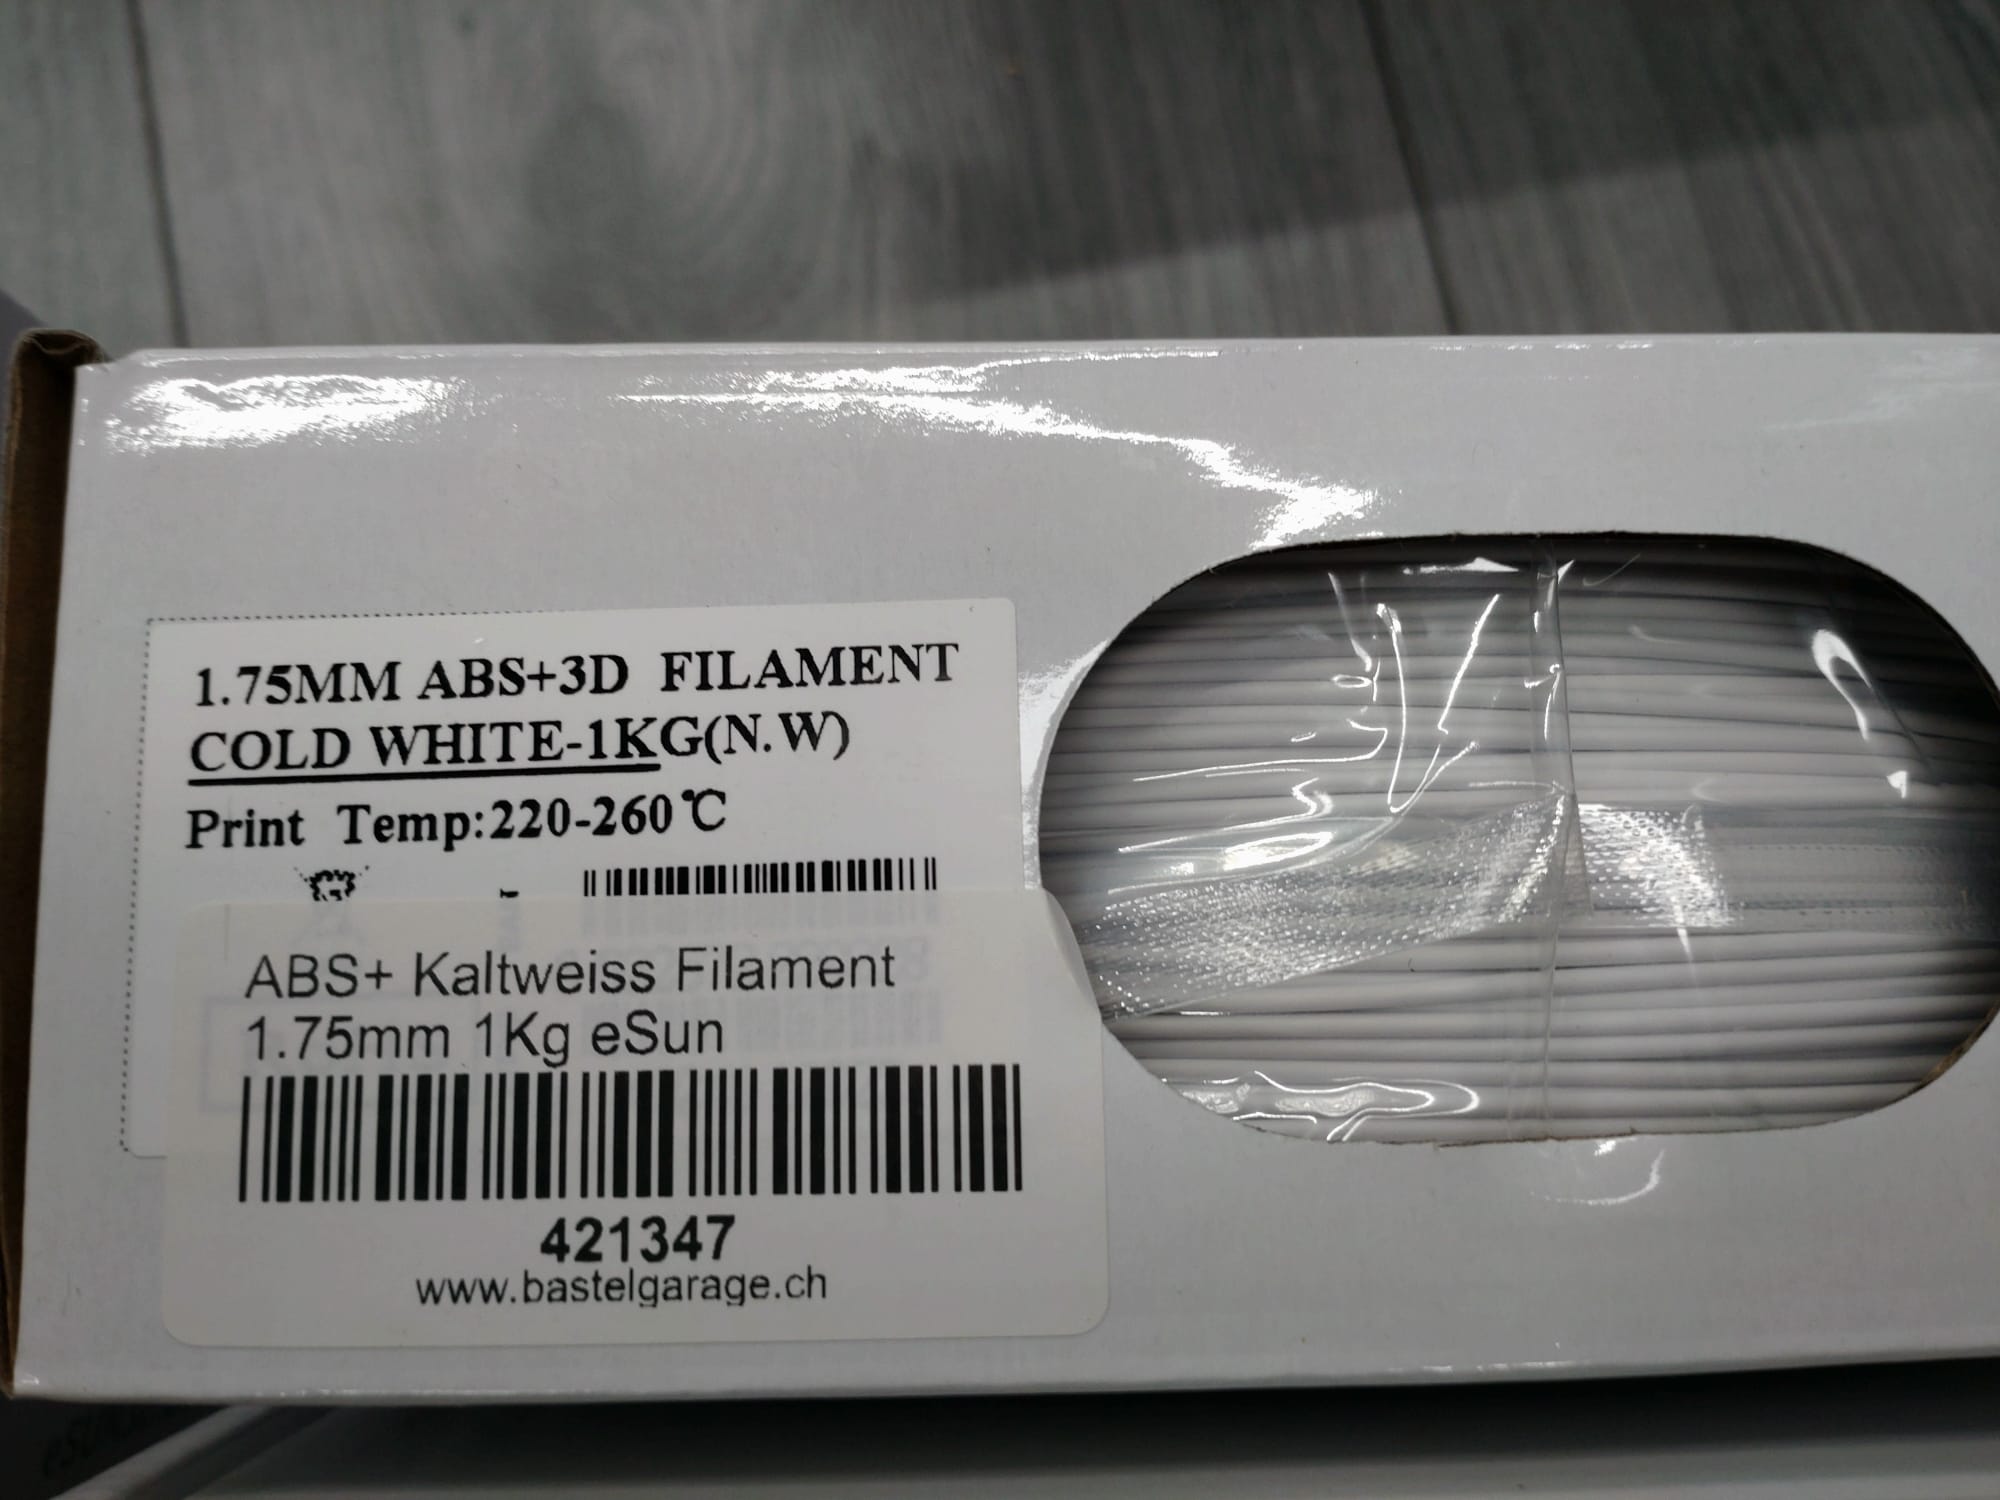 1.75MM ABS+3D FILAMENT
COLD WHITE-1KG(N.W)
Print Temp:220-260℃
ABS+ Kaltweiss Filament
1.75mm 1Kg eSun
421347
www.bastelgarage.ch